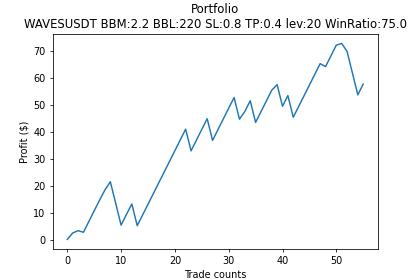 Portfolio
WAVESUSDT BBM:2.2 BBL:220 SL:0.8 TP:0.4 lev:20 WinRatio:75.0
Profit ($)
70
60
50
40
30
20
10
0
0 10 20 30 40 50
Trade counts